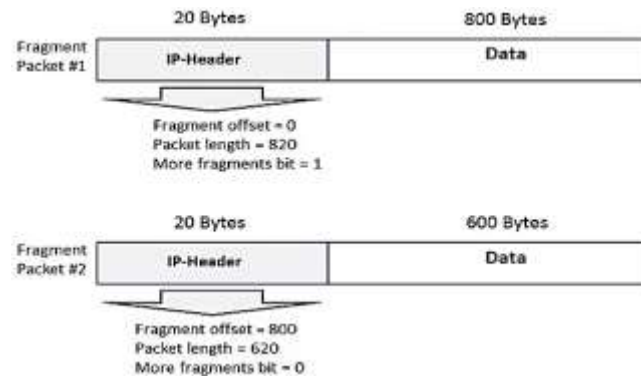 20 Bytes 800 Bytes
Fragment
Packet #1
IP-Header
Data
Fragment offset = 0
Packet length = 820
More fragments bit = 1
20 Bytes 600 Bytes
Fragment
Packet #2
IP-Header
Data
Fragment offset = 800
Packet length = 620
More fragments bit = 0